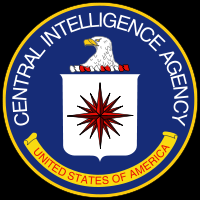 CENTRAL INTELLIGENCE AGENCY
UNITED STATES OF AMERICA